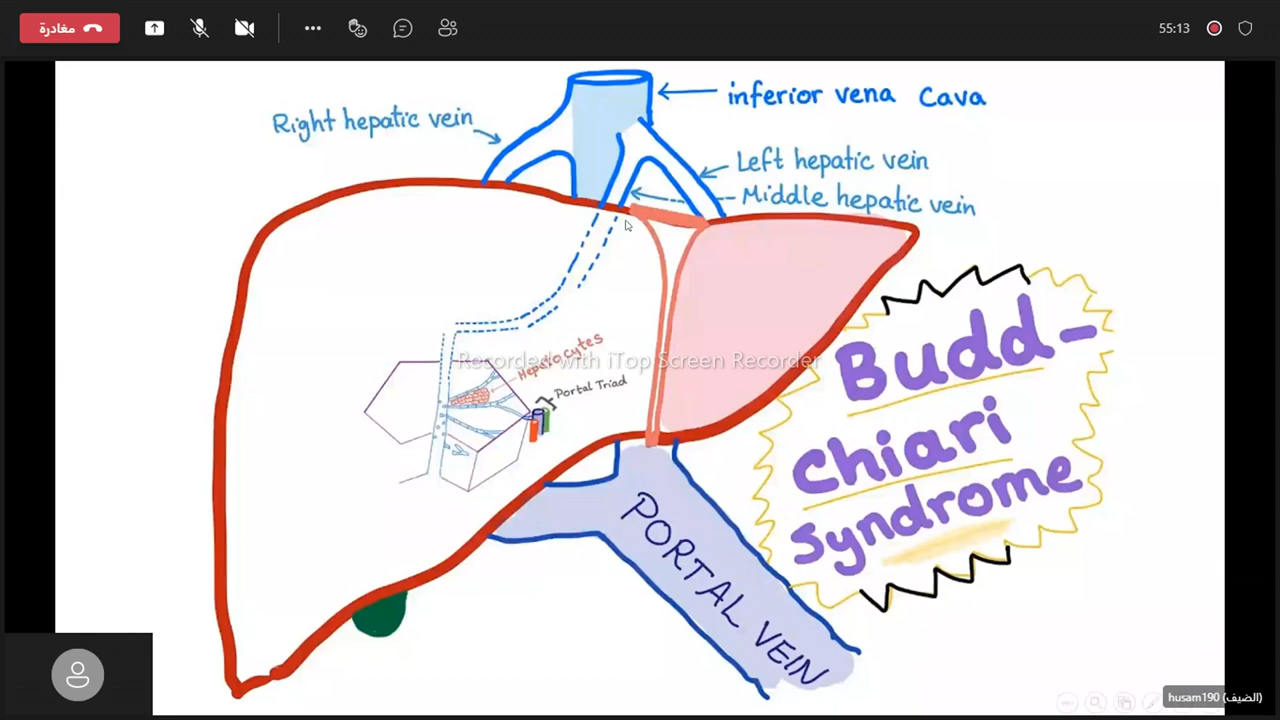 مغادرة
55:13
inferior vena Cava
Right hepatic vein
Left hepatic vein
Middle hepatic vein
Budd-
Chiari
Syndrome
Recorded with iTop Screen Recorder
Hepatocytes
Portal Triad
PORTAL VEIN
husam190 (الضيف)